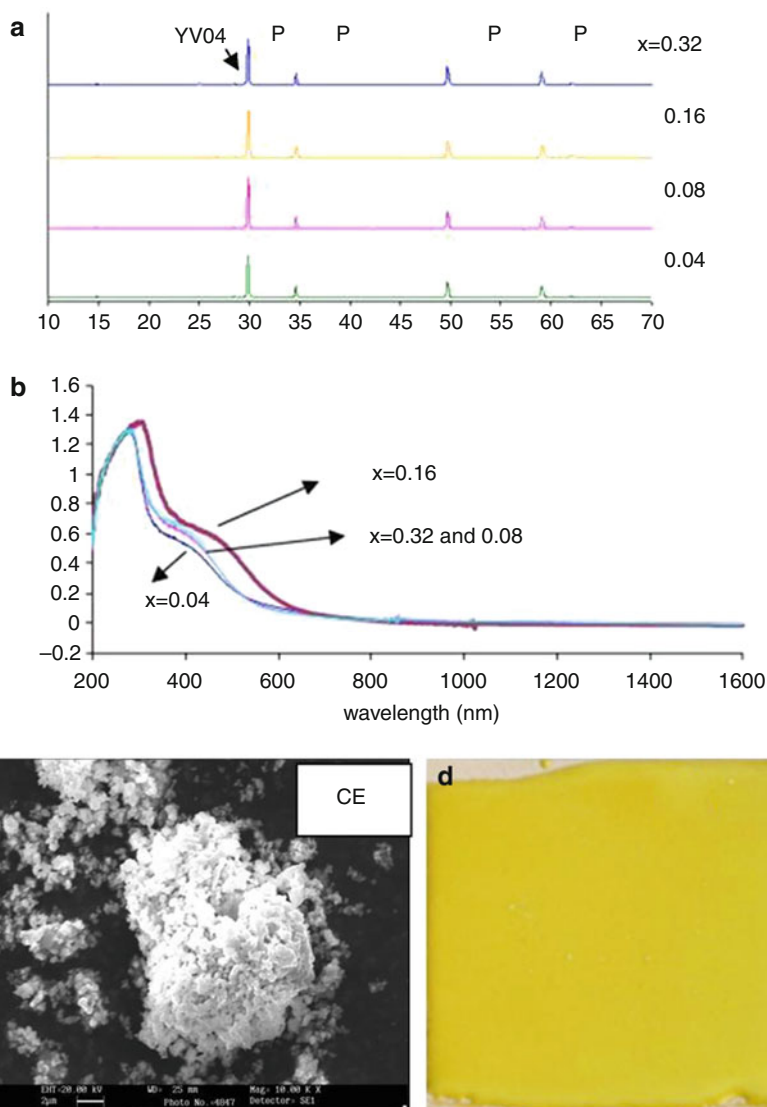 a
YV04 P P P P x=0.32
0.16
0.08
0.04
10 15 20 25 30 35 40 45 50 55 60 65 70
b
1.6
1.4
1.2
1
0.8
0.6
0.4
0.2
0
−0.2
x=0.16
x=0.32 and 0.08
x=0.04
200 400 600 800 1000 1200 1400 1600
wavelength (nm)
CE
d
EHT=20.00 kV WD= 25 mm Mag= 10.00 K X
2µm Photo No.=4847 Detector= SE1